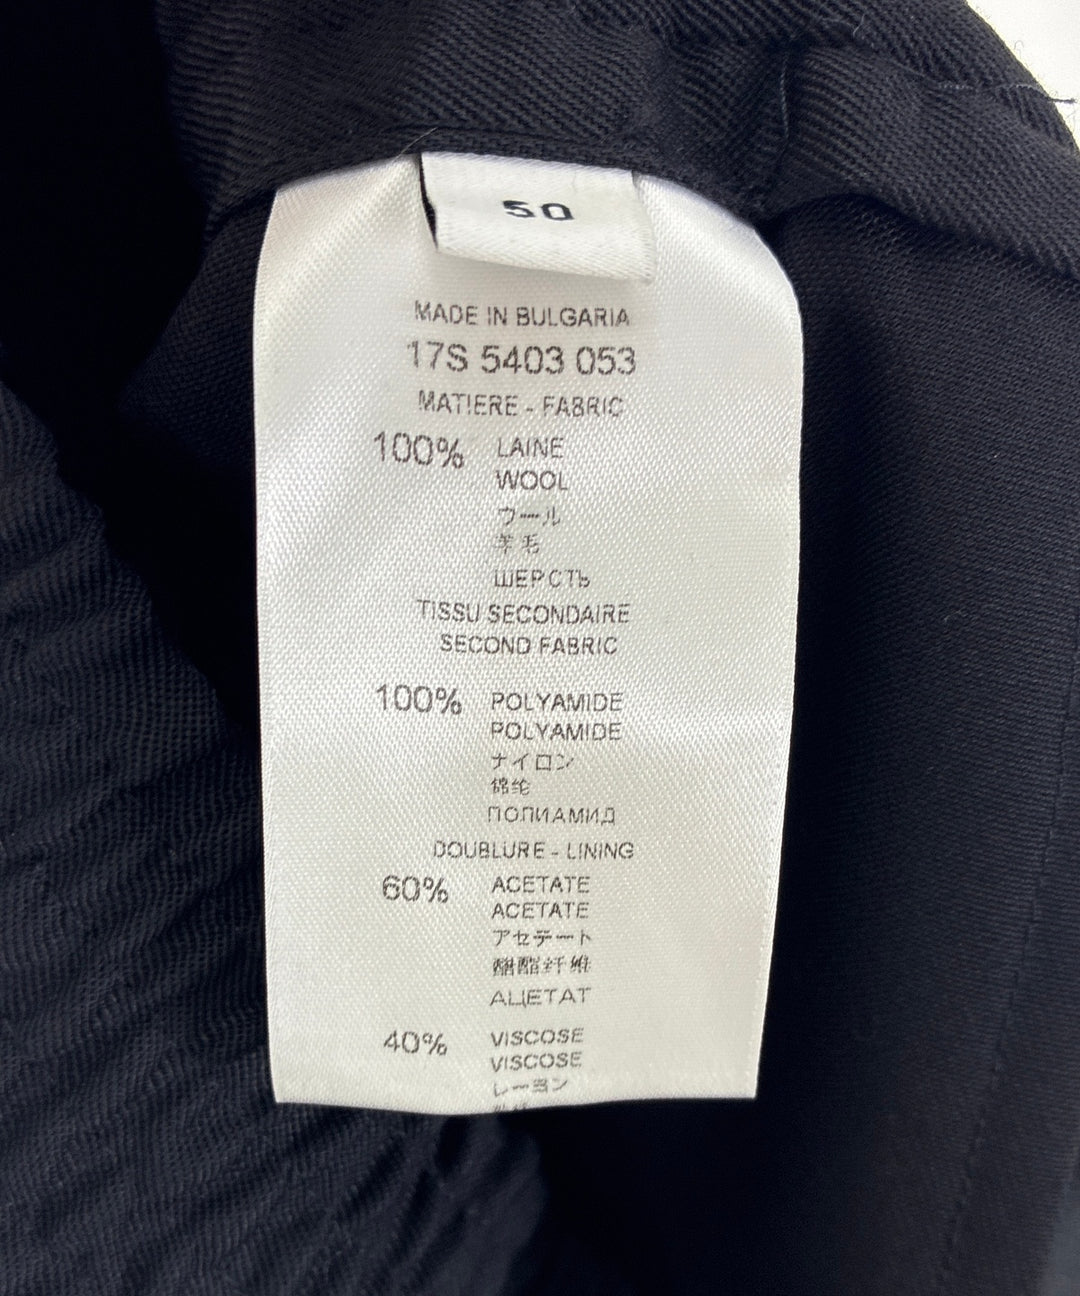 50
MADE IN BULGARIA
17S 5403 053
MATIERE - FABRIC
100% LAINE
WOOL
ウール
羊毛
ШЕРСТЬ
TISSU SECONDAIRE
SECOND FABRIC
100% POLYAMIDE
POLYAMIDE
ナイロン
锦纶
ПОЛИАМИД
DOUBLURE - LINING
60% ACETATE
ACETATE
アセテート
醋酯纤维
АЦЕТАТ
40% VISCOSE
VISCOSE
レーヨン